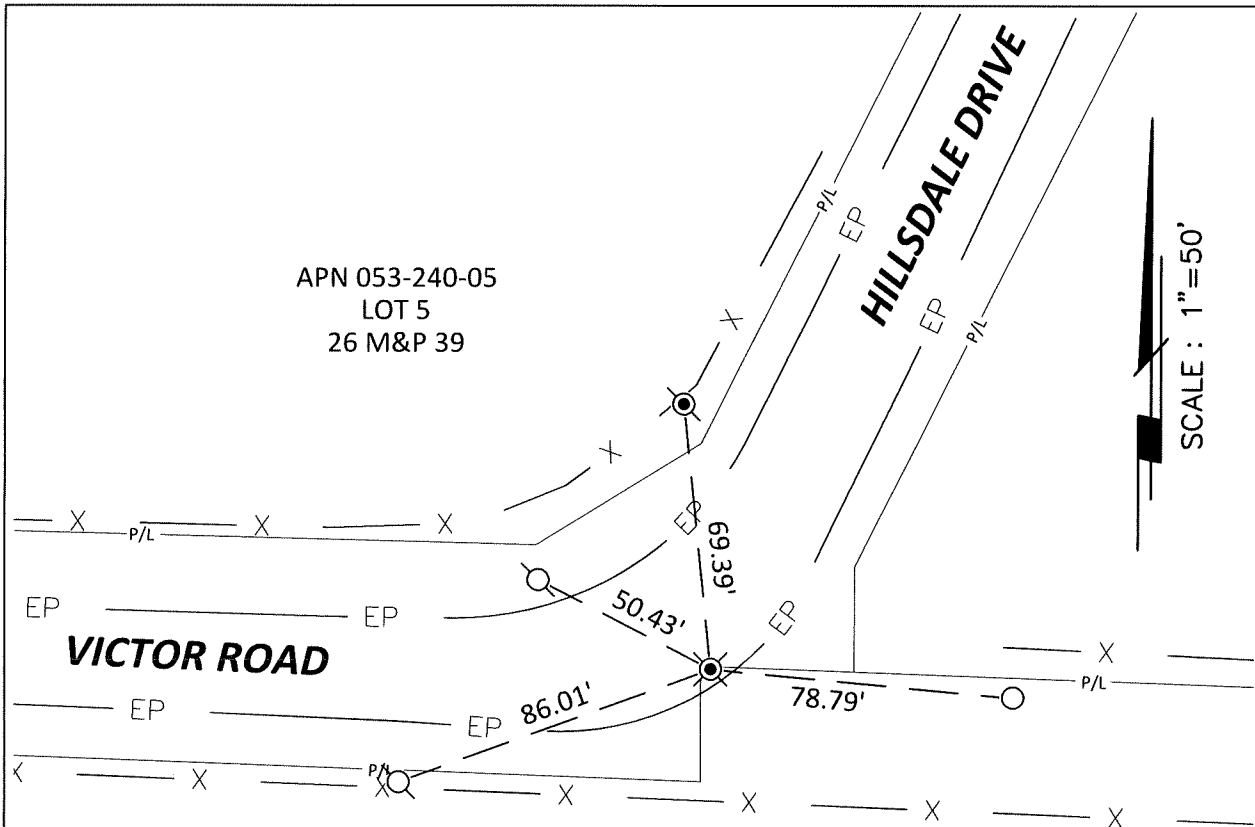 HILLSDALE DRIVE
P/L
EP
APN 053-240-05
LOT 5
26 M&P 39
SCALE : 1"=50'
EP
P/L
X
X
X
X
X
P/L
EP
69.39'
EP
EP
50.43'
EP
VICTOR ROAD
X
P/L
86.01'
78.79'
EP
EP
P/L
X
X
X
X
X
X
X